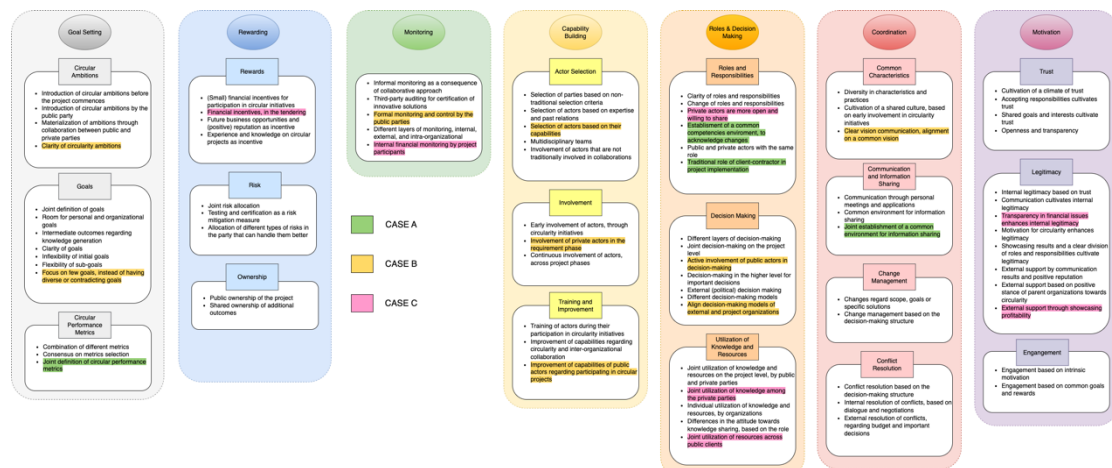 Goal Setting
Circular
Ambitions
Introduction of circular ambitions before
the project commences
Introduction of circular ambitions by the
public party
Materialization of ambitions through
collaboration between public and
private parties
Clarity of circularity ambitions
Goals
Joint definition of goals
Room for personal and organizational
goals
Intermediate outcomes regarding
knowledge generation
Clarity of goals
Inflexibility of initial goals
Flexibility of sub-goals
Focus on few goals, instead of having
diverse or contradicting goals
Circular
Performance
Metrics
Combination of different metrics
Consensus on metrics selection
Joint definition of circular performance
metrics
Rewarding
Rewards
(Small) financial incentives for
participation in circular initiatives
Financial incentives, in the tendering
Future business opportunities and
(positive) reputation as incentive
Experience and knowledge on circular
projects as incentive
Risk
Joint risk allocation
Testing and certification as a risk
mitigation measure
Allocation of different types of risks in
the party that can handle them better
Ownership
Public ownership of the project
Shared ownership of additional
outcomes
Monitoring
Informal monitoring as a consequence
of collaborative approach
Third-party auditing for certification of
innovative solutions
Formal monitoring and control by the
public parties
Different layers of monitoring, internal,
external, and intra-organizational
Internal financial monitoring by project
participants
CASE A
CASE B
CASE C
Capability
Building
Actor Selection
Selection of parties based on non-
traditional selection criteria
Selection of actors based on expertise
and past relations
Selection of actors based on their
capabilities
Multidisciplinary teams
Involvement of actors that are not
traditionally involved in collaborations
Involvement
Early involvement of actors, through
circularity initiatives
Involvement of private actors in the
requirement phase
Continuous involvement of actors,
across project phases
Training and
Improvement
Training of actors during their
participation in circularity initiatives
Improvement of capabilities regarding
circularity and inter-organizational
collaboration
Improvement of capabilities of public
actors regarding participating in circular
projects
Roles & Decision
Making
Roles and
Responsibilities
Clarity of roles and responsibilities
Change of roles and responsibilities
Private actors are more open and
willing to share
Establisment of a common
competencies environment, to
acknowledge changes
Public and private actors with the same
role
Traditional role of client-contractor in
project implementation
Decision Making
Different layers of decision-making
Joint decision-making on the project
level
Active involvement of public actors in
decision-making
Decision-making in the higher level for
important decisions
External (political) decision making
Different decision-making models
Align decision-making models of
external and project organizations
Utilization of
Knowledge and
Resources
Joint utilization of knowledge and
resources on the project level, by public
and private parties
Joint utilization of knowledge among
the private parties
Individual utilization of knowledge and
resources, by organizations
Differences in the attitude towards
knowledge sharing, based on the role
Joint utilization of resources across
public clients
Coordination
Common
Characteristics
Diversity in characteristics
and practices
Cultivation of a shared culture, based
on early involvement in circularity
initiatives
Clear vision communication, alignment
on a common vision
Communication
and Information
Sharing
Communication through personal
meetings and applications
Common environment for information
sharing
Joint establishment of a common
environment for information sharing
Change
Management
Changes regard scope, goals or
specific solutions
Change management based on the
decision-making structure
Conflict
Resolution
Conflict resolution based on the
decision-making structure
Internal resolution of conflicts, based on
dialogue and negotiations
External resolution of conflicts,
regarding budget and important
decisions
Motivation
Trust
Cultivation of a climate of trust
Accepting responsibilities cultivates
trust
Shared goals and interests cultivates
trust
Openness and transparency
Legitimacy
Internal legitimacy based on trust
Communication cultivates internal
legitimacy
Transparency in financial issues
enhances internal legitimacy
Motivation for circularity enhances
legitimacy
Showcasing results and a clear division
of roles and responsibilities cultivate
legitimacy
External support by communication
results and positive reputation
External support based on positive
stance of parent organizations towards
circularity
External support through showcasing
profitability
Engagement
Engagement based on intrinsic
motivation
Engagement based on common goals
and rewards